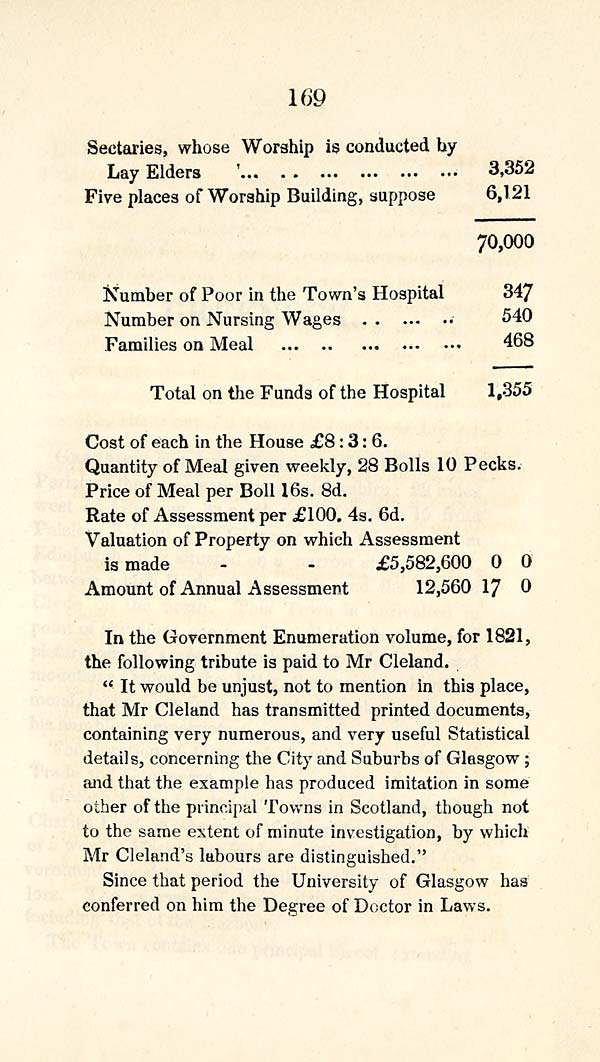 169
Sectaries, whose Worship is conducted by
Lay Elders '... .. ... ... ... ... 3,352
Five places of Worship Building, suppose 6,121
70,000
Number of Poor in the Town's Hospital 347
Number on Nursing Wages .. ... .. 540
Families on Meal ... .. ... ... ... 468
Total on the Funds of the Hospital 1,355
Cost of each in the House £8 : 3 : 6.
Quantity of Meal given weekly, 28 Bolls 10 Pecks.
Price of Meal per Boll 16s. 8d.
Rate of Assessment per £100. 4s. 6d.
Valuation of Property on which Assessment
is made - - £5,582,600 0 0
Amount of Annual Assessment 12,560 17 0
In the Government Enumeration volume, for 1821,
the following tribute is paid to Mr Cleland.
“ It would be unjust, not to mention in this place,
that Mr Cleland has transmitted printed documents,
containing very numerous, and very useful Statistical
details, concerning the City and Suburbs of Glasgow ;
and that the example has produced imitation in some
other of the principal Towns in Scotland, though not
to the same extent of minute investigation, by which
Mr Cleland's labours are distinguished.”
Since that period the University of Glasgow has
conferred on him the Degree of Doctor in Laws.